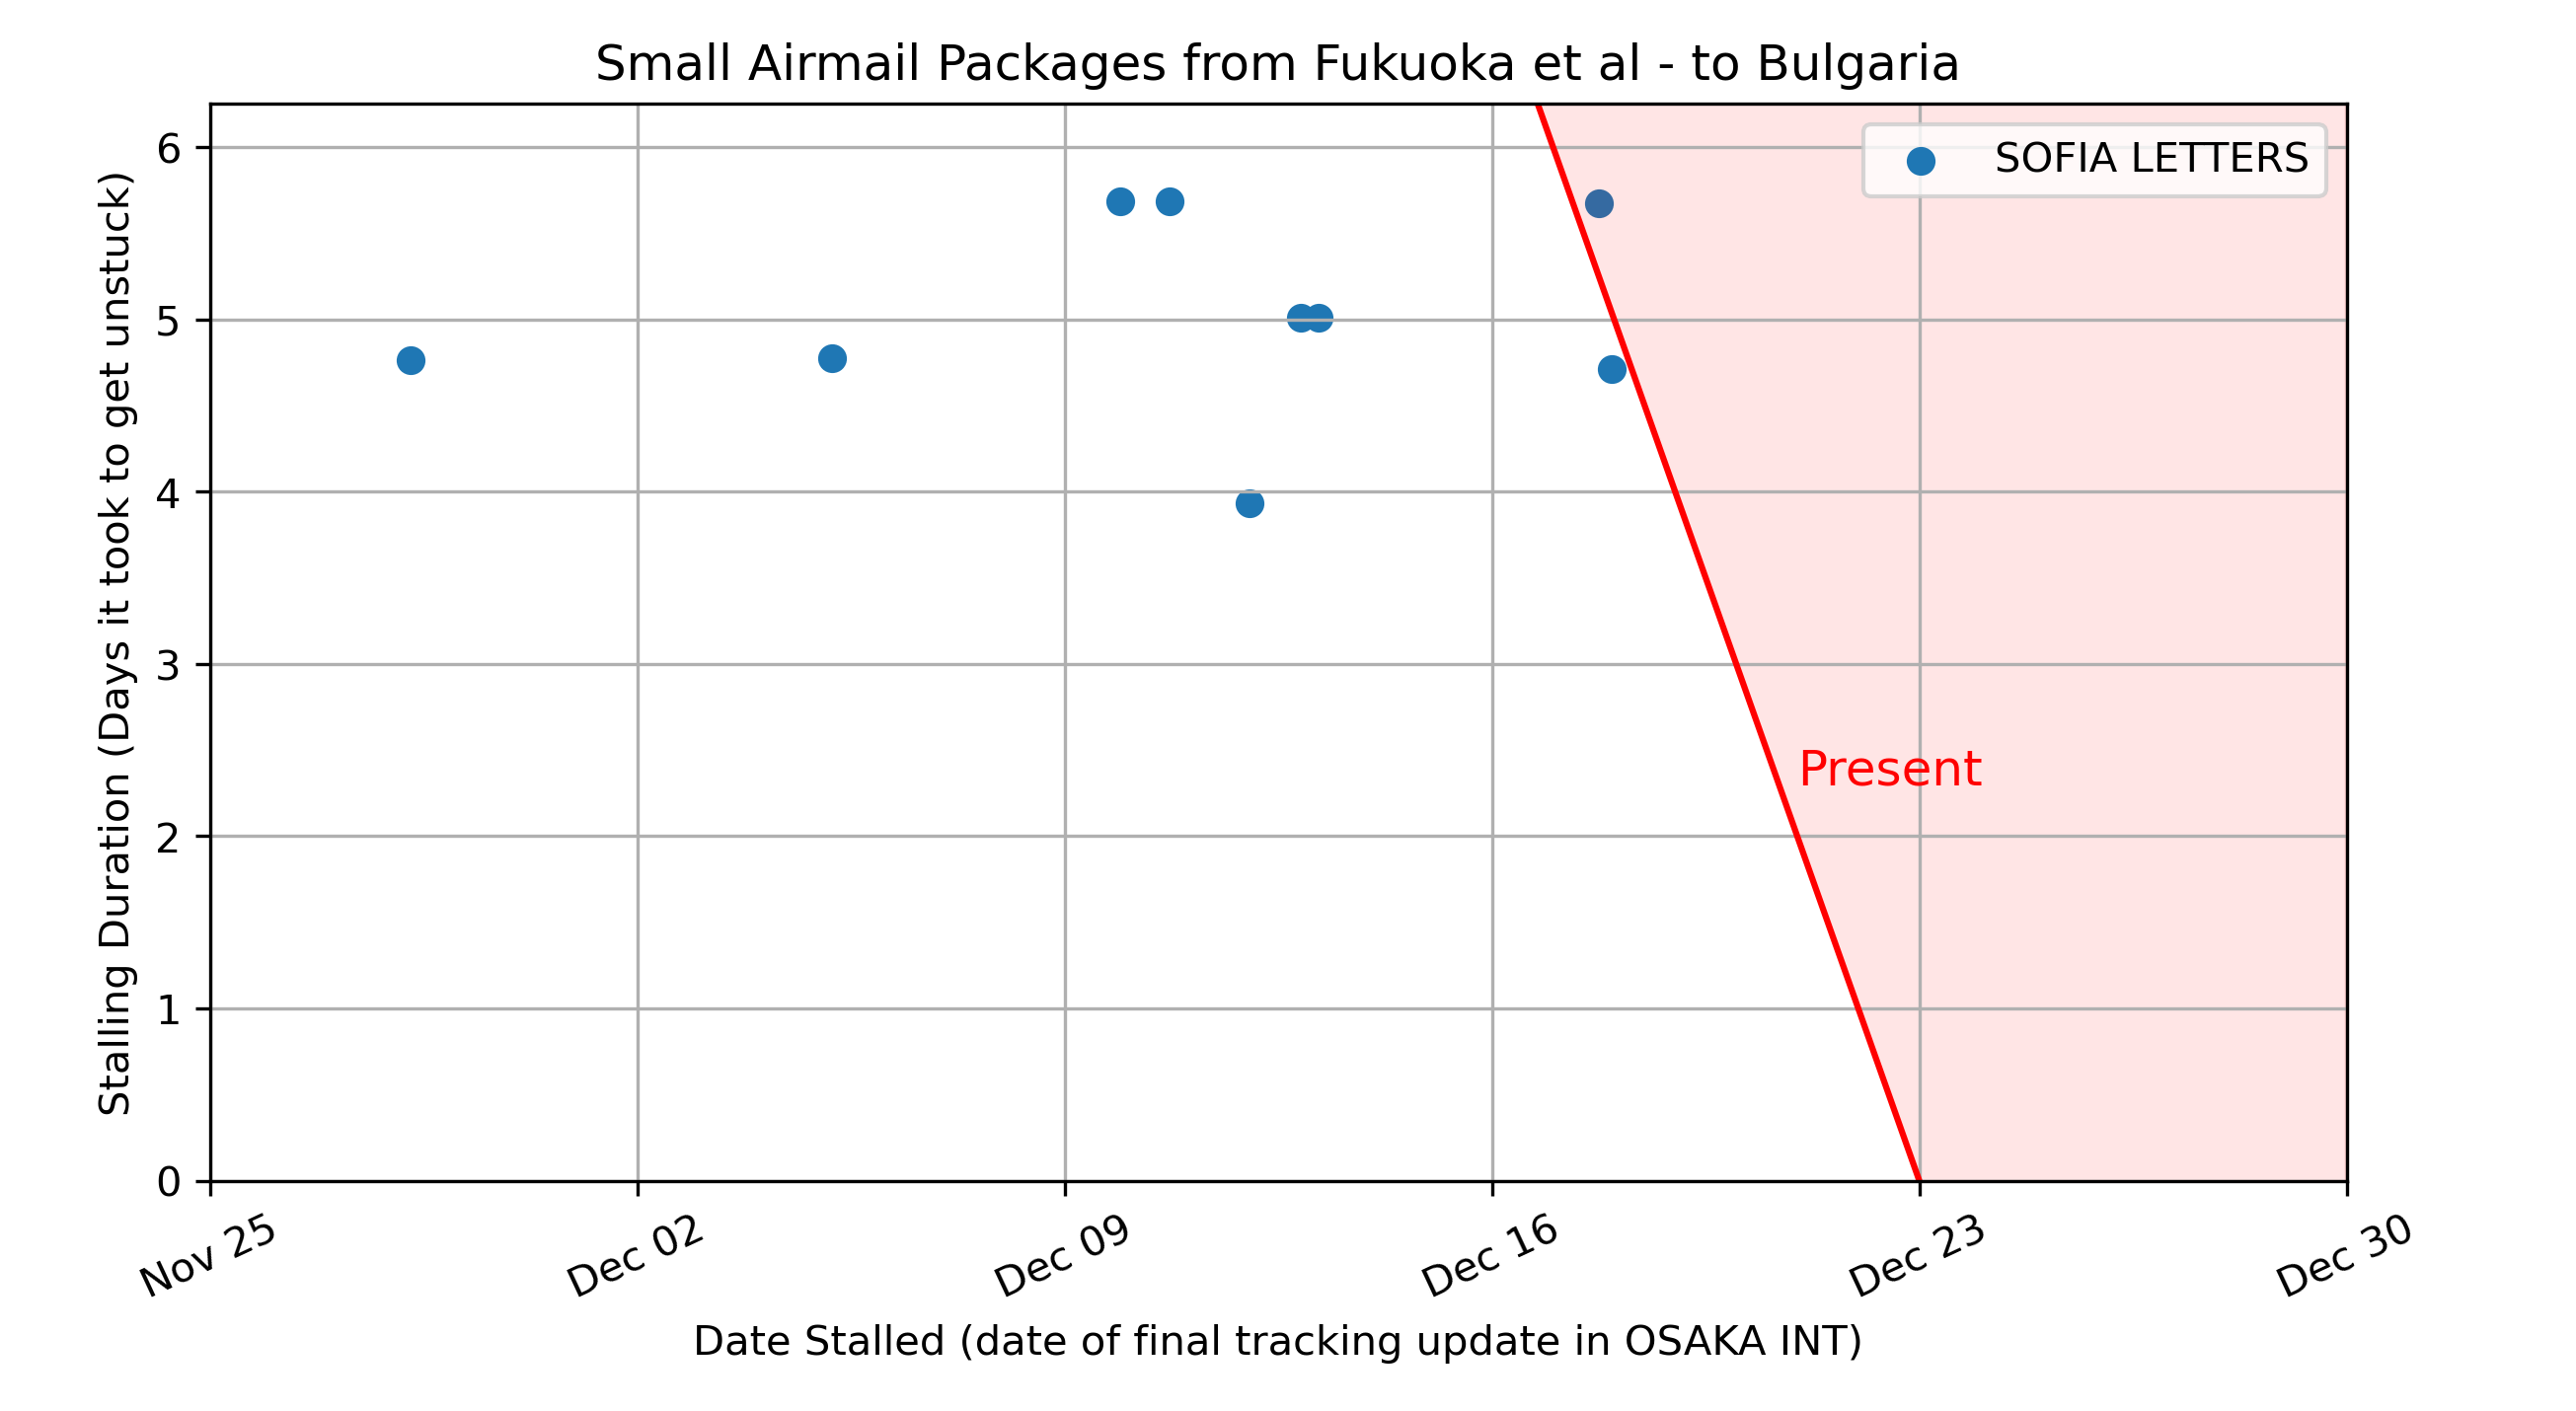 Small Airmail Packages from Fukuoka et al - to Bulgaria
SOFIA LETTERS
Stalling Duration (Days it took to get unstuck)
6
5
4
3
2
1
0
Present
Nov 25
Dec 02
Dec 09
Dec 16
Dec 23
Dec 30
Date Stalled (date of final tracking update in OSAKA INT)